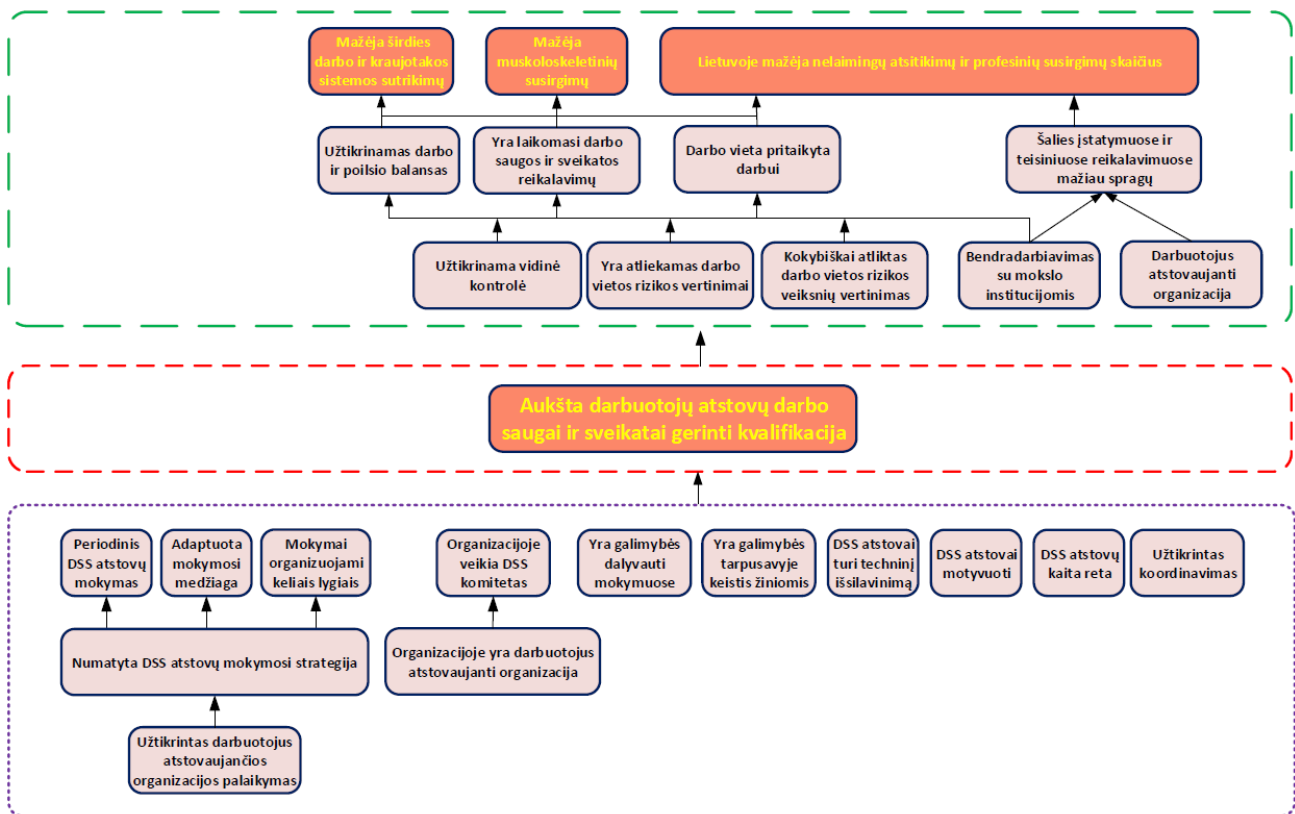 Mažėja širdies
darbo ir kraujotakos
sistemos sutrikimų
Mažėja
muskoloskeletinių
susirgimų
Lietuvoje mažėja nelaimingų atsitikimų ir profesinių susirgimų skaičius
Užtikrinamas darbo
ir poilsio balansas
Yra laikomasi darbo
saugos ir sveikatos
reikalavimų
Darbo vieta pritaikyta
darbui
Šalies įstatymuose ir
teisiniuose reikalavimuose
mažiau spragų
Užtikrinama vidinė
kontrolė
Yra atliekamas darbo
vietos rizikos vertinimai
Kokybiškai atliktas
darbo vietos rizikos
veiksnių vertinimas
Bendradarbiavimas
su mokslo
institucijomis
Darbuotojus
atstovaujanti
organizacija
Aukšta darbuotojų atstovų darbo
saugai ir sveikatai gerinti kvalifikacija
Periodinis
DSS atstovų
mokymas
Adaptuota
mokymosi
medžiaga
Mokymai
organizuojami
keliais lygiais
Organizacijoje
veikia DSS
komitetas
Yra galimybės
dalyvauti
mokymuose
Yra galimybės
tarpusavyje
keistis žiniomis
DSS atstovai
turi techninį
išsilavinimą
DSS atstovai
motyvuoti
DSS atstovų
kaita reta
Užtikrintas
koordinavimas
Numatyta DSS atstovų mokymosi strategija
Organizacijoje yra darbuotojus
atstovaujanti organizacija
Užtikrintas darbuotojus
atstovaujančios
organizacijos palaikymas